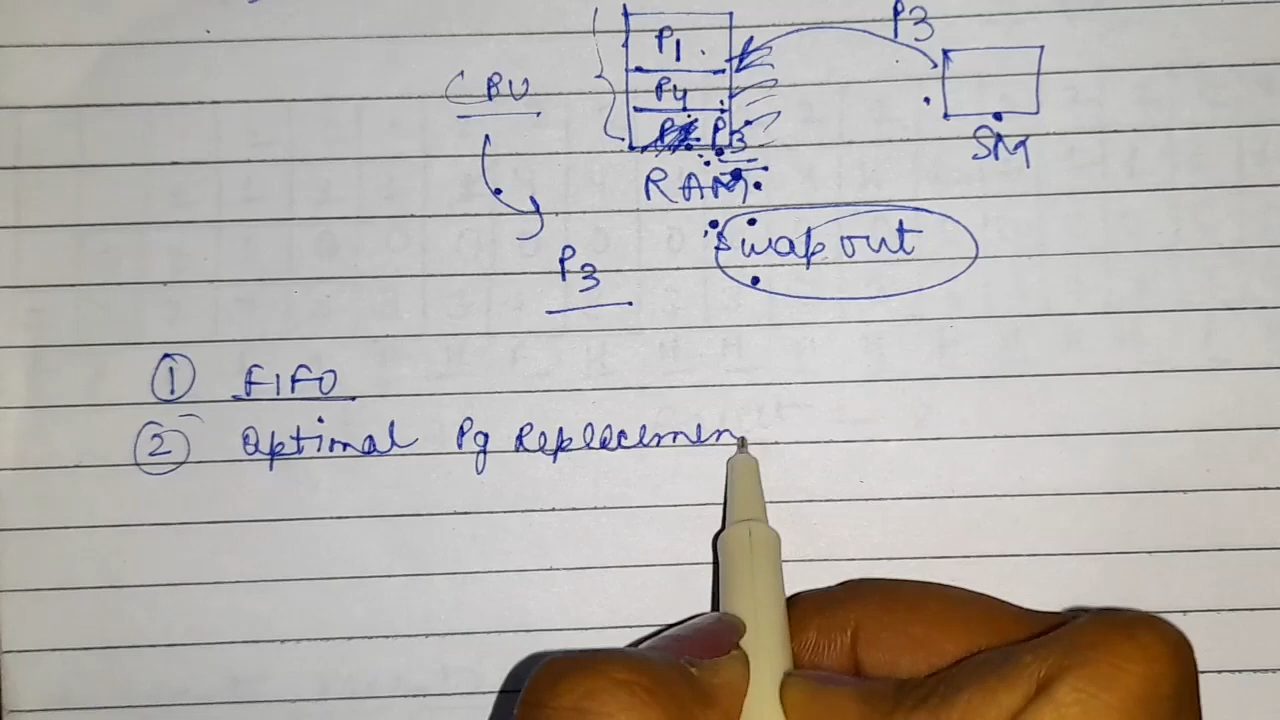 P3
P1
CPU
P4
P3
SM
RAM
Swap out
P3
① FIFO
② Optimal Pg Replacemen